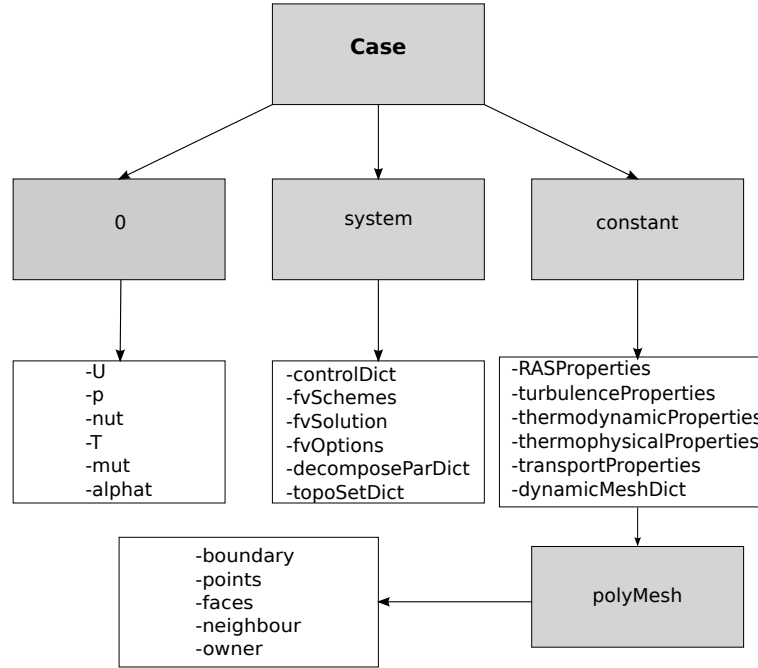 Case
0
system
constant
-U
-p
-nut
-T
-mut
-alphat
-controlDict
-fvSchemes
-fvSolution
-fvOptions
-decomposeParDict
-topoSetDict
-RASProperties
-turbulenceProperties
-thermodynamicProperties
-thermophysicalProperties
-transportProperties
-dynamicMeshDict
polyMesh
-boundary
-points
-faces
-neighbour
-owner